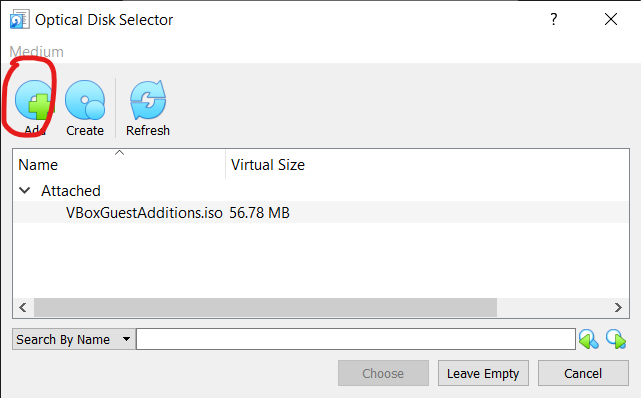 Optical Disk Selector ?
Medium
Add Create Refresh
Name Virtual Size
Attached
VBoxGuestAdditions.iso 56.78 MB
Search By Name
Choose Leave Empty Cancel